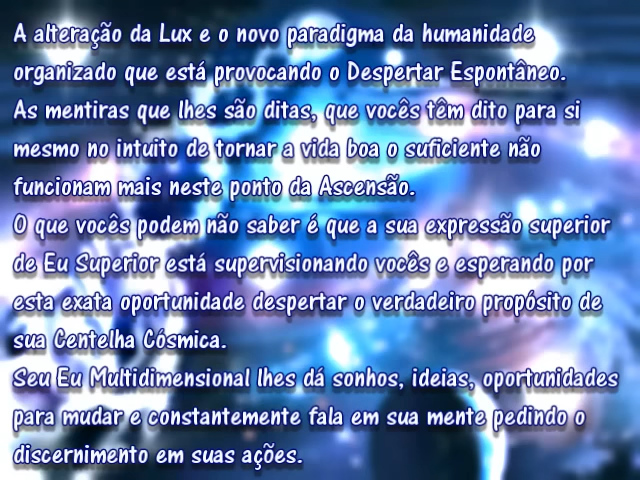 A alteração da Lux e o novo paradigma da humanidade
organizado que está provocando o Despertar Espontâneo.
As mentiras que lhes são ditas, que vocês têm dito para si
mesmo no intuito de tornar a vida boa o suficiente não
funcionam mais neste ponto da Ascensão.
O que vocês podem não saber é que a sua expressão superior
de Eu Superior está supervisionando vocês e esperando por
esta exata oportunidade despertar o verdadeiro propósito de
sua Centelha Cósmica.
Seu Eu Multidimensional lhes dá sonhos, ideias, oportunidades
para mudar e constantemente fala em sua mente pedindo o
discernimento em suas ações.